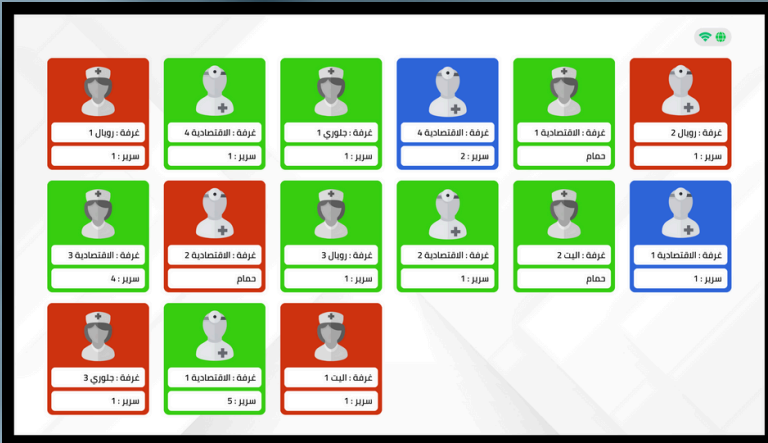 غرفة : رويال 2
سرير : 1
غرفة : الاقتصادية 1
حمام
غرفة : الاقتصادية 4
سرير : 2
غرفة : جلوري 1
سرير : 1
غرفة : الاقتصادية 4
سرير : 1
غرفة : رويال 1
سرير : 1
غرفة : الاقتصادية 1
سرير : 1
غرفة : اليت 2
حمام
غرفة : الاقتصادية 2
سرير : 1
غرفة : رويال 3
سرير : 1
غرفة : الاقتصادية 2
حمام
غرفة : الاقتصادية 3
سرير : 4
غرفة : اليت 1
سرير : 1
غرفة : الاقتصادية 1
سرير : 5
غرفة : جلوري 3
سرير : 1